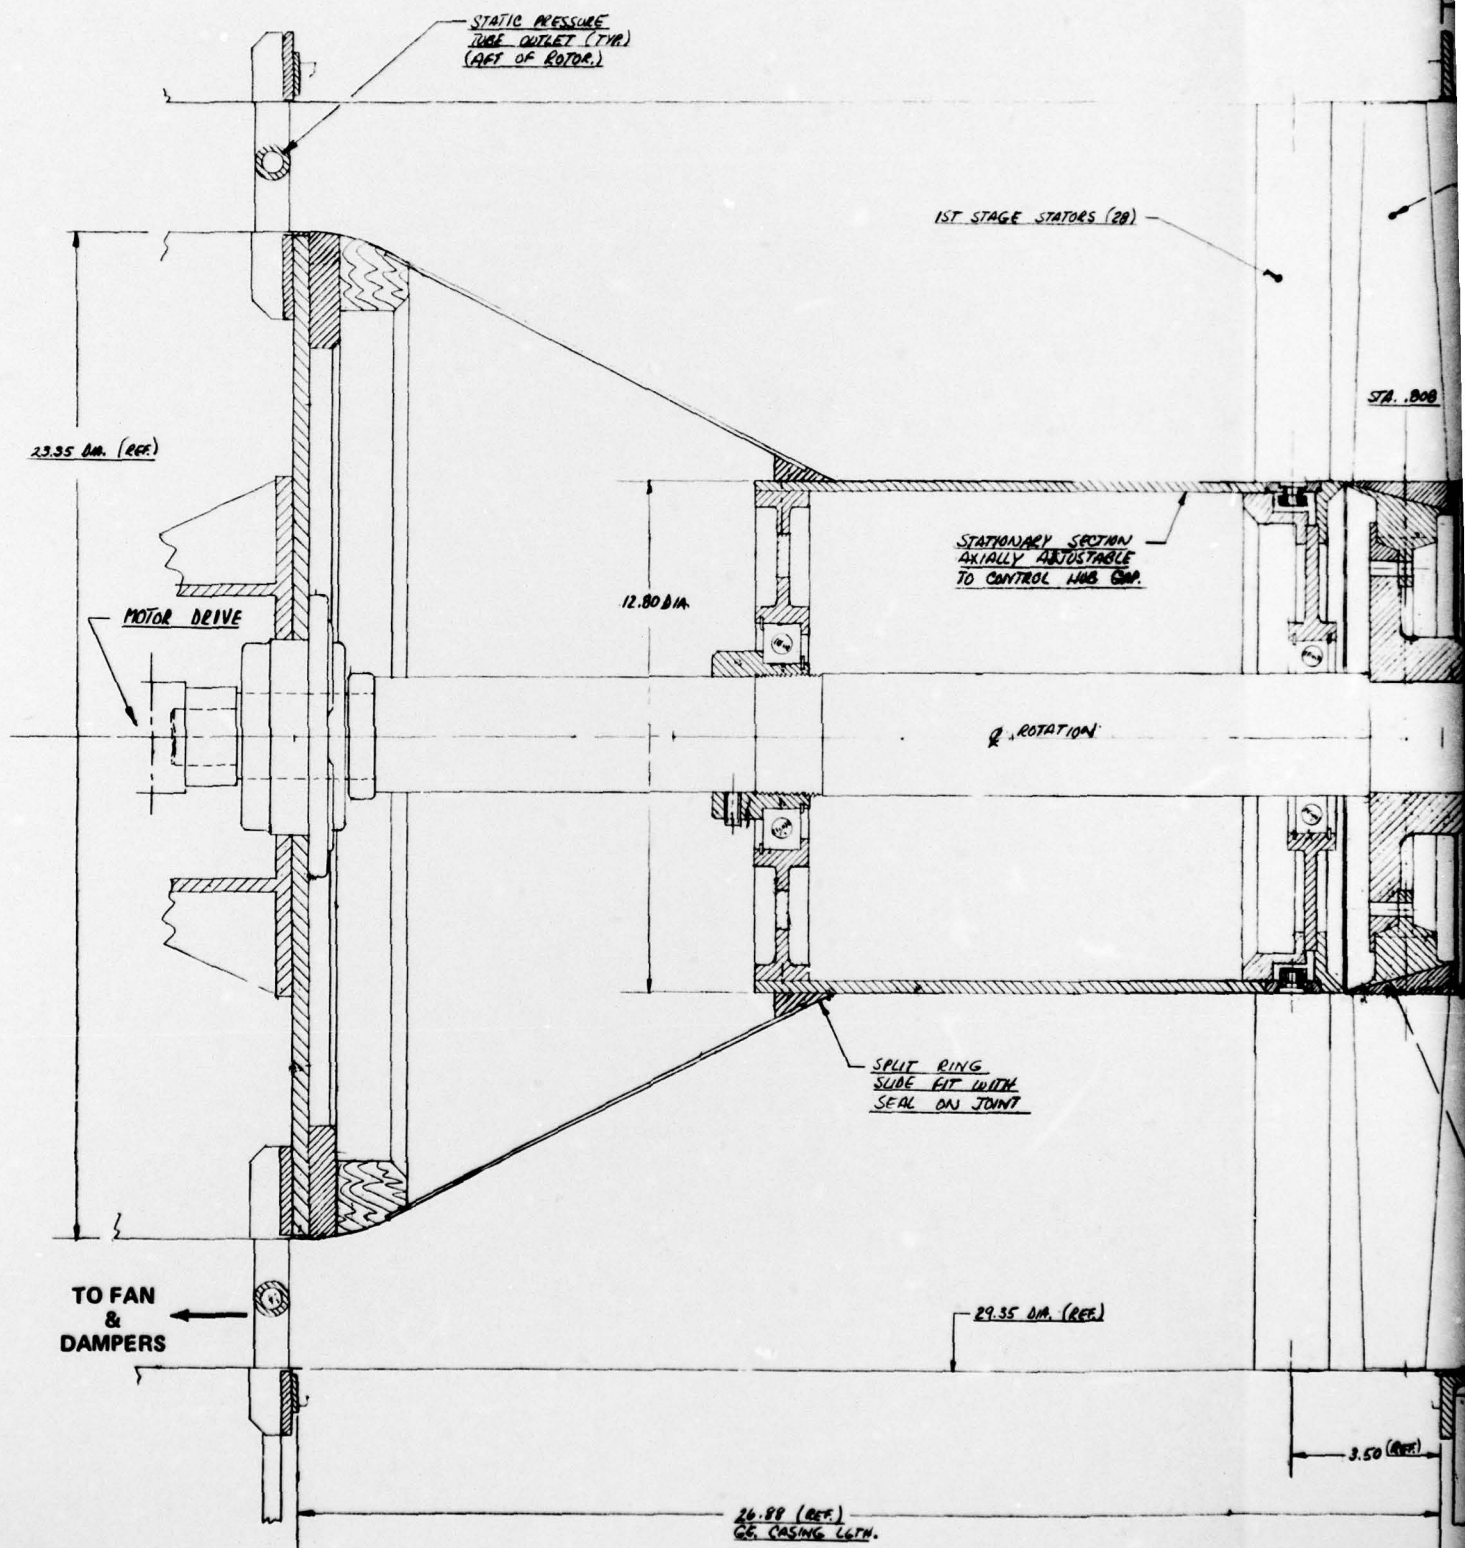 STATIC PRESSURE
TUBE OUTLET (TYP.)
(AFT OF ROTOR.)
1ST STAGE STATORS (28)
STA. .808
23.35 DIA. (REF.)
STATIONARY SECTION
AXIALLY ADJUSTABLE
TO CONTROL HUB GAP.
12.80 DIA.
MOTOR DRIVE
℄ ROTATION
SPLIT RING
SLIDE FIT WITH
SEAL ON JOINT
TO FAN
&
DAMPERS
29.35 DIA. (REF.)
3.50 (REF.)
26.88 (REF.)
GE. CASING LGTH.